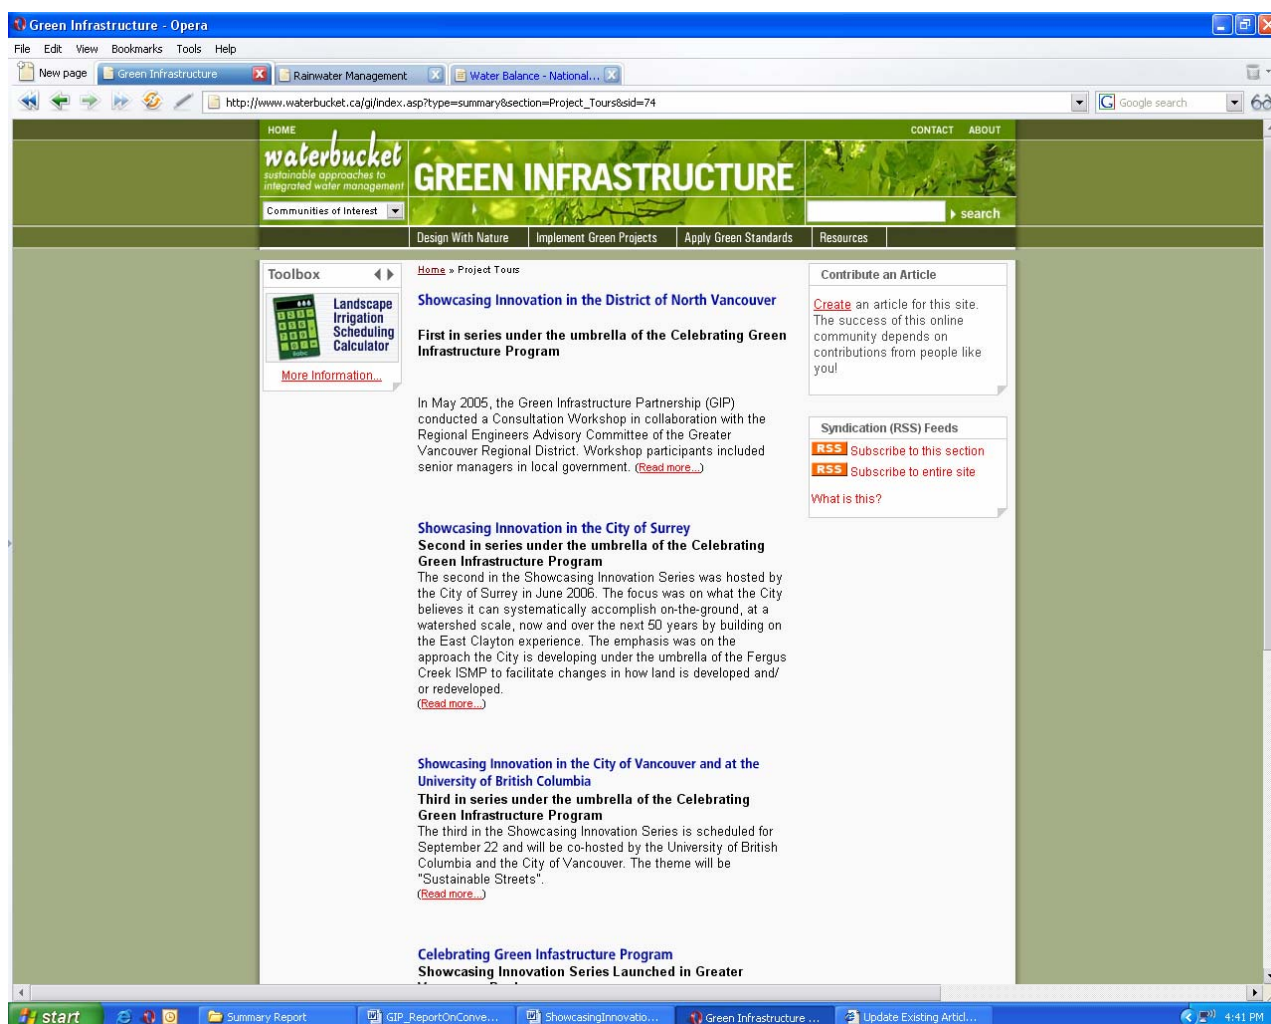 Green Infrastructure - Opera
File Edit View Bookmarks Tools Help
New page Green Infrastructure Rainwater Management Water Balance - National...
http://www.waterbucket.ca/gi/index.asp?type=summary&section=Project_Tours&sid=74 Google search
HOME CONTACT ABOUT
waterbucket
sustainable approaches to
integrated water management
GREEN INFRASTRUCTURE
Communities of Interest search
Design With Nature Implement Green Projects Apply Green Standards Resources
Toolbox
Landscape
Irrigation
Scheduling
Calculator
More Information...
Home » Project Tours
Showcasing Innovation in the District of North Vancouver
First in series under the umbrella of the Celebrating Green
Infrastructure Program
In May 2005, the Green Infrastructure Partnership (GIP)
conducted a Consultation Workshop in collaboration with the
Regional Engineers Advisory Committee of the Greater
Vancouver Regional District. Workshop participants included
senior managers in local government. (Read more...)
Showcasing Innovation in the City of Surrey
Second in series under the umbrella of the Celebrating
Green Infrastructure Program
The second in the Showcasing Innovation Series was hosted by
the City of Surrey in June 2006. The focus was on what the City
believes it can systematically accomplish on-the-ground, at a
watershed scale, now and over the next 50 years by building on
the East Clayton experience. The emphasis was on the
approach the City is developing under the umbrella of the Fergus
Creek ISMP to facilitate changes in how land is developed and/
or redeveloped.
(Read more...)
Showcasing Innovation in the City of Vancouver and at the
University of British Columbia
Third in series under the umbrella of the Celebrating
Green Infrastructure Program
The third in the Showcasing Innovation Series is scheduled for
September 22 and will be co-hosted by the University of British
Columbia and the City of Vancouver. The theme will be
"Sustainable Streets".
(Read more...)
Celebrating Green Infastructure Program
Showcasing Innovation Series Launched in Greater
Contribute an Article
Create an article for this site.
The success of this online
community depends on
contributions from people like
you!
Syndication (RSS) Feeds
RSS Subscribe to this section
RSS Subscribe to entire site
What is this?
start Summary Report GIP_ReportOnConve... ShowcasingInnovatio... Green Infrastructure ... Update Existing Articl... 4:41 PM